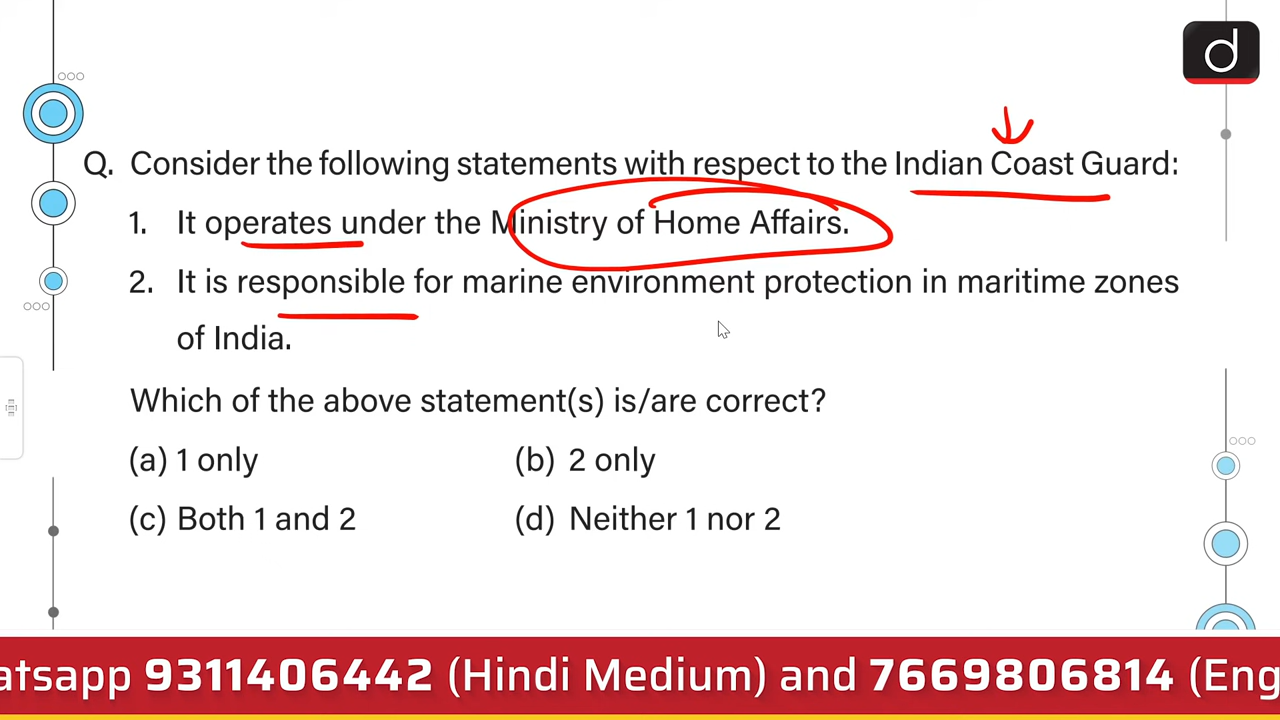 d
Q. Consider the following statements with respect to the Indian Coast Guard:
1. It operates under the Ministry of Home Affairs.
2. It is responsible for marine environment protection in maritime zones
of India.
Which of the above statement(s) is/are correct?
(a) 1 only (b) 2 only
(c) Both 1 and 2 (d) Neither 1 nor 2
atsapp 9311406442 (Hindi Medium) and 7669806814 (Eng